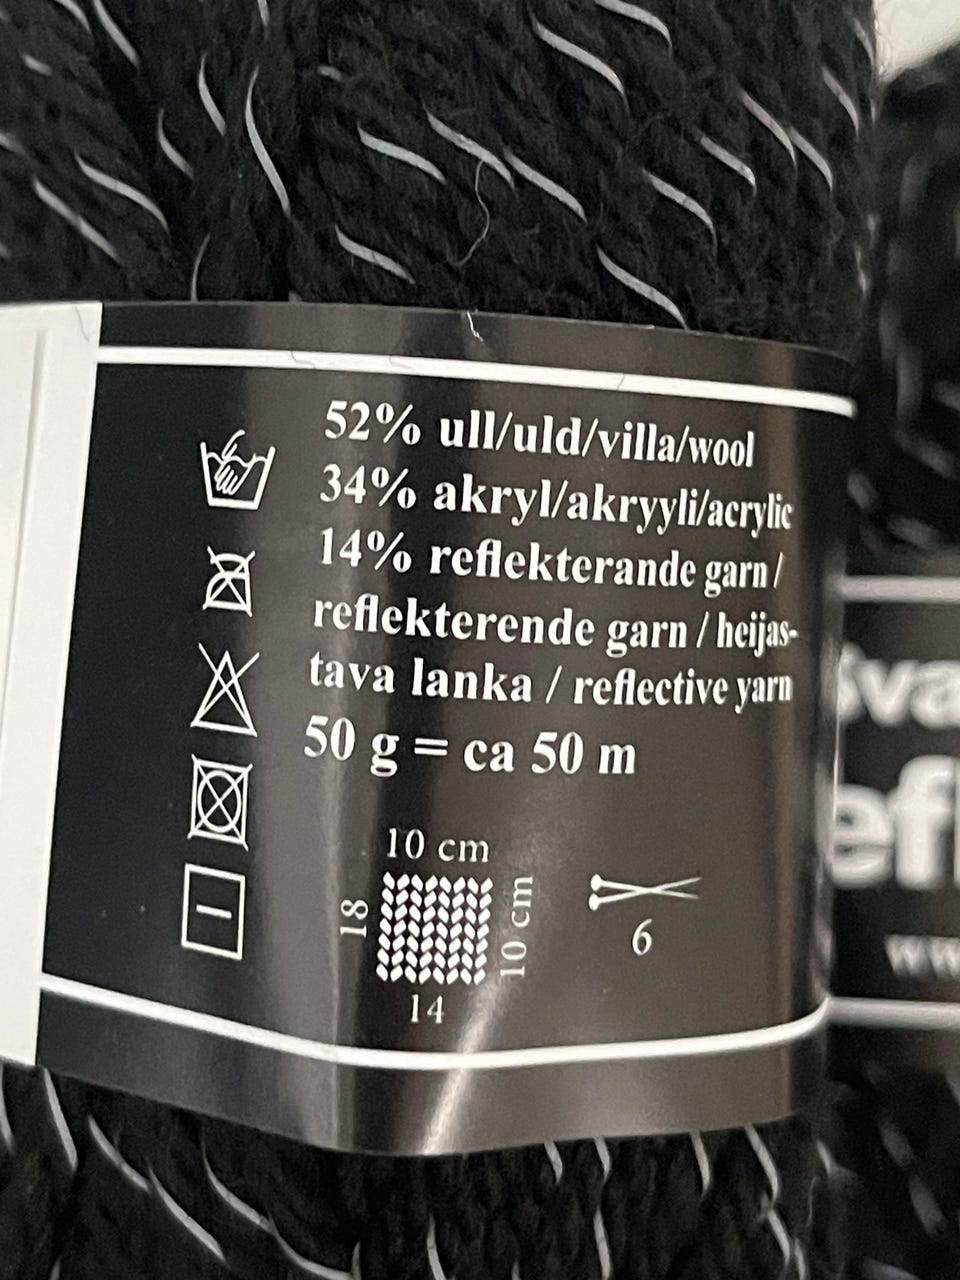 52% ull/uld/villa/wool
34% akryl/akryyli/acrylic
14% reflekterande garn/
reflekterende garn / heijas-
tava lanka / reflective yarn
50 g = ca 50 m
10 cm
18
10 cm
14
6